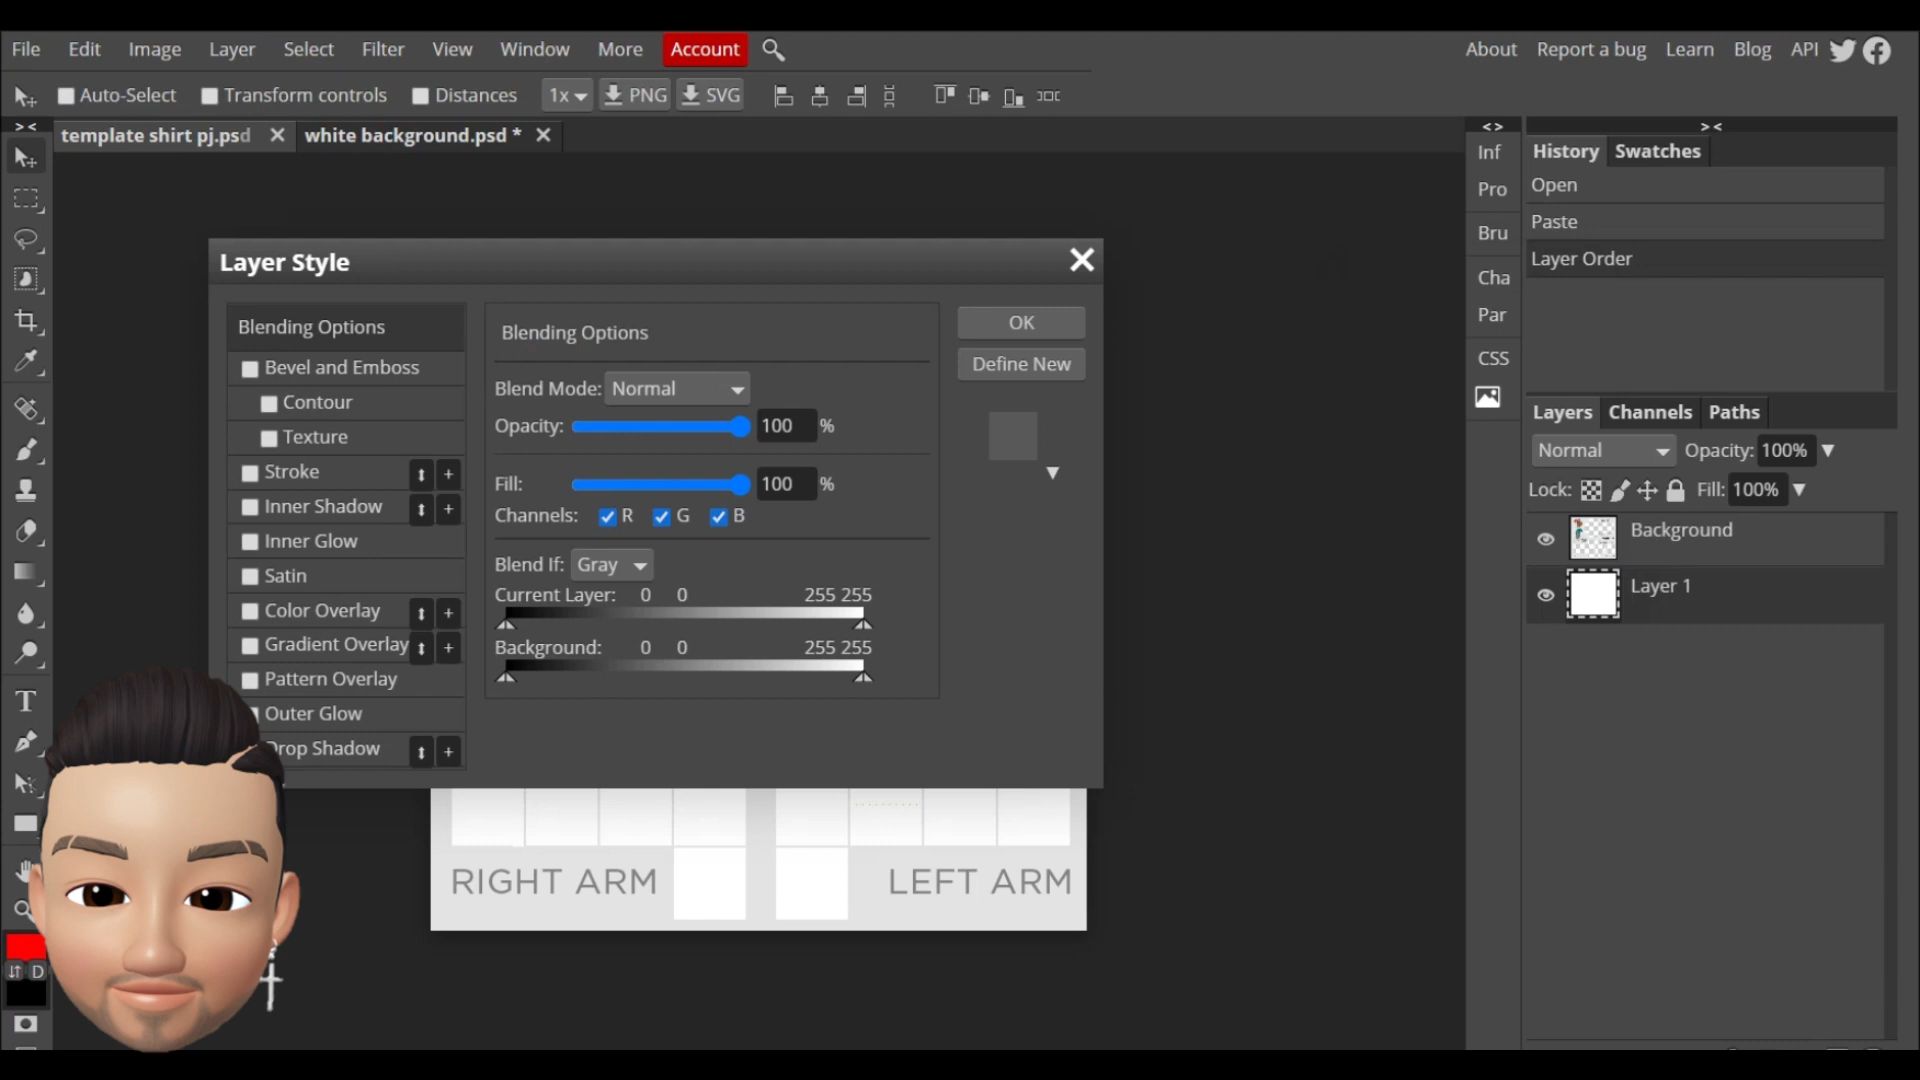 File Edit Image Layer Select Filter View Window More Account About Report a bug Learn Blog API
Auto-Select Transform controls Distances 1x PNG SVG
template shirt pj.psd white background.psd *
Inf
Pro
Bru
Cha
Par
CSS
History Swatches
Open
Paste
Layer Order
Layer Style
Blending Options
Bevel and Emboss
Contour
Texture
Stroke
Inner Shadow
Inner Glow
Satin
Color Overlay
Gradient Overlay
Pattern Overlay
Outer Glow
Drop Shadow
Blending Options
Blend Mode: Normal
Opacity: 100 %
Fill: 100 %
Channels: R G B
Blend If: Gray
Current Layer: 0 0 255 255
Background: 0 0 255 255
OK
Define New
Layers Channels Paths
Normal Opacity: 100%
Lock: Fill: 100%
Background
Layer 1
RIGHT ARM LEFT ARM
T
D